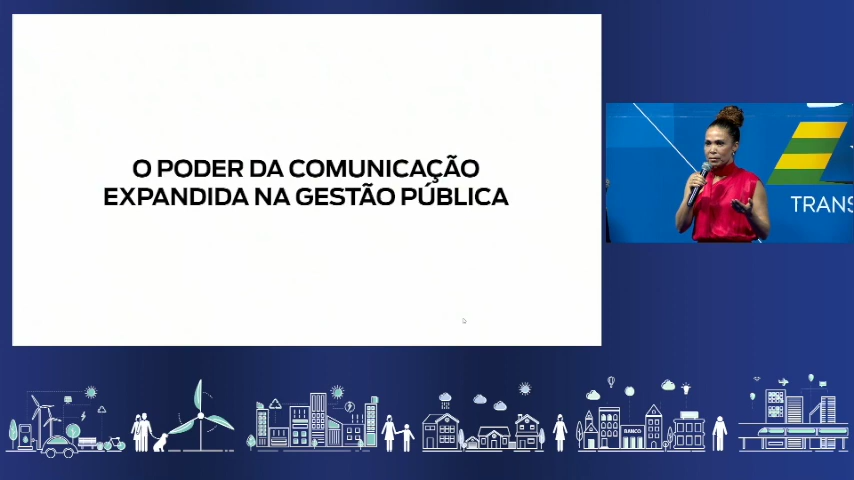 O PODER DA COMUNICAÇÃO
EXPANDIDA NA GESTÃO PÚBLICA
TRANS
BANCO